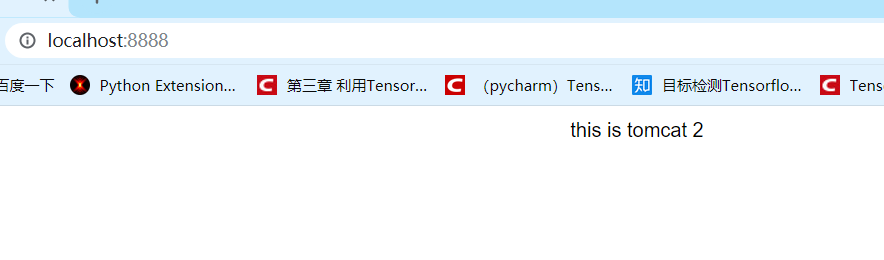 localhost:8888
百度一下 Python Extension... 第三章 利用Tensor... （pycharm）Tens... 目标检测Tensorflo... Tens
this is tomcat 2